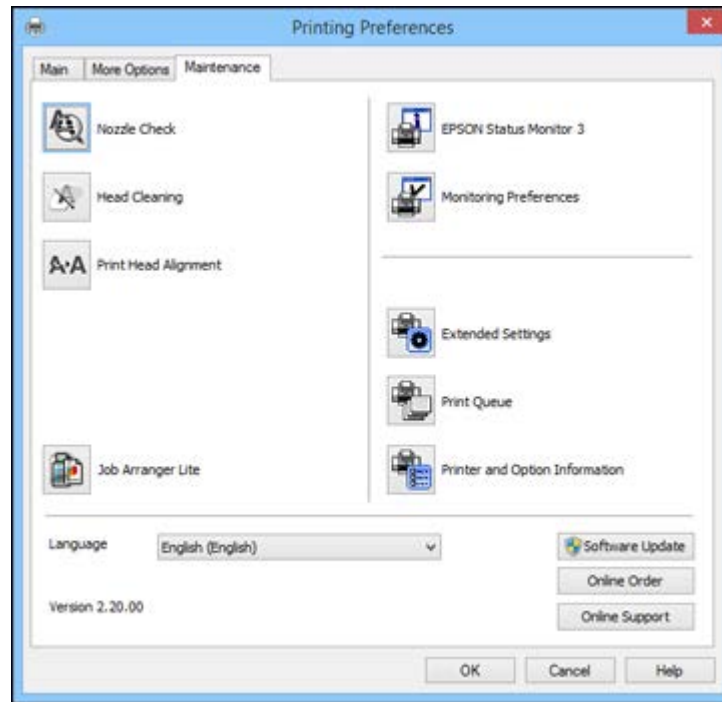 Printing Preferences
Main
More Options
Maintenance
Nozzle Check
EPSON Status Monitor 3
Head Cleaning
Monitoring Preferences
A·A Print Head Alignment
Extended Settings
Print Queue
Job Arranger Lite
Printer and Option Information
Language
English (English)
Software Update
Online Order
Version 2.20.00
Online Support
OK
Cancel
Help